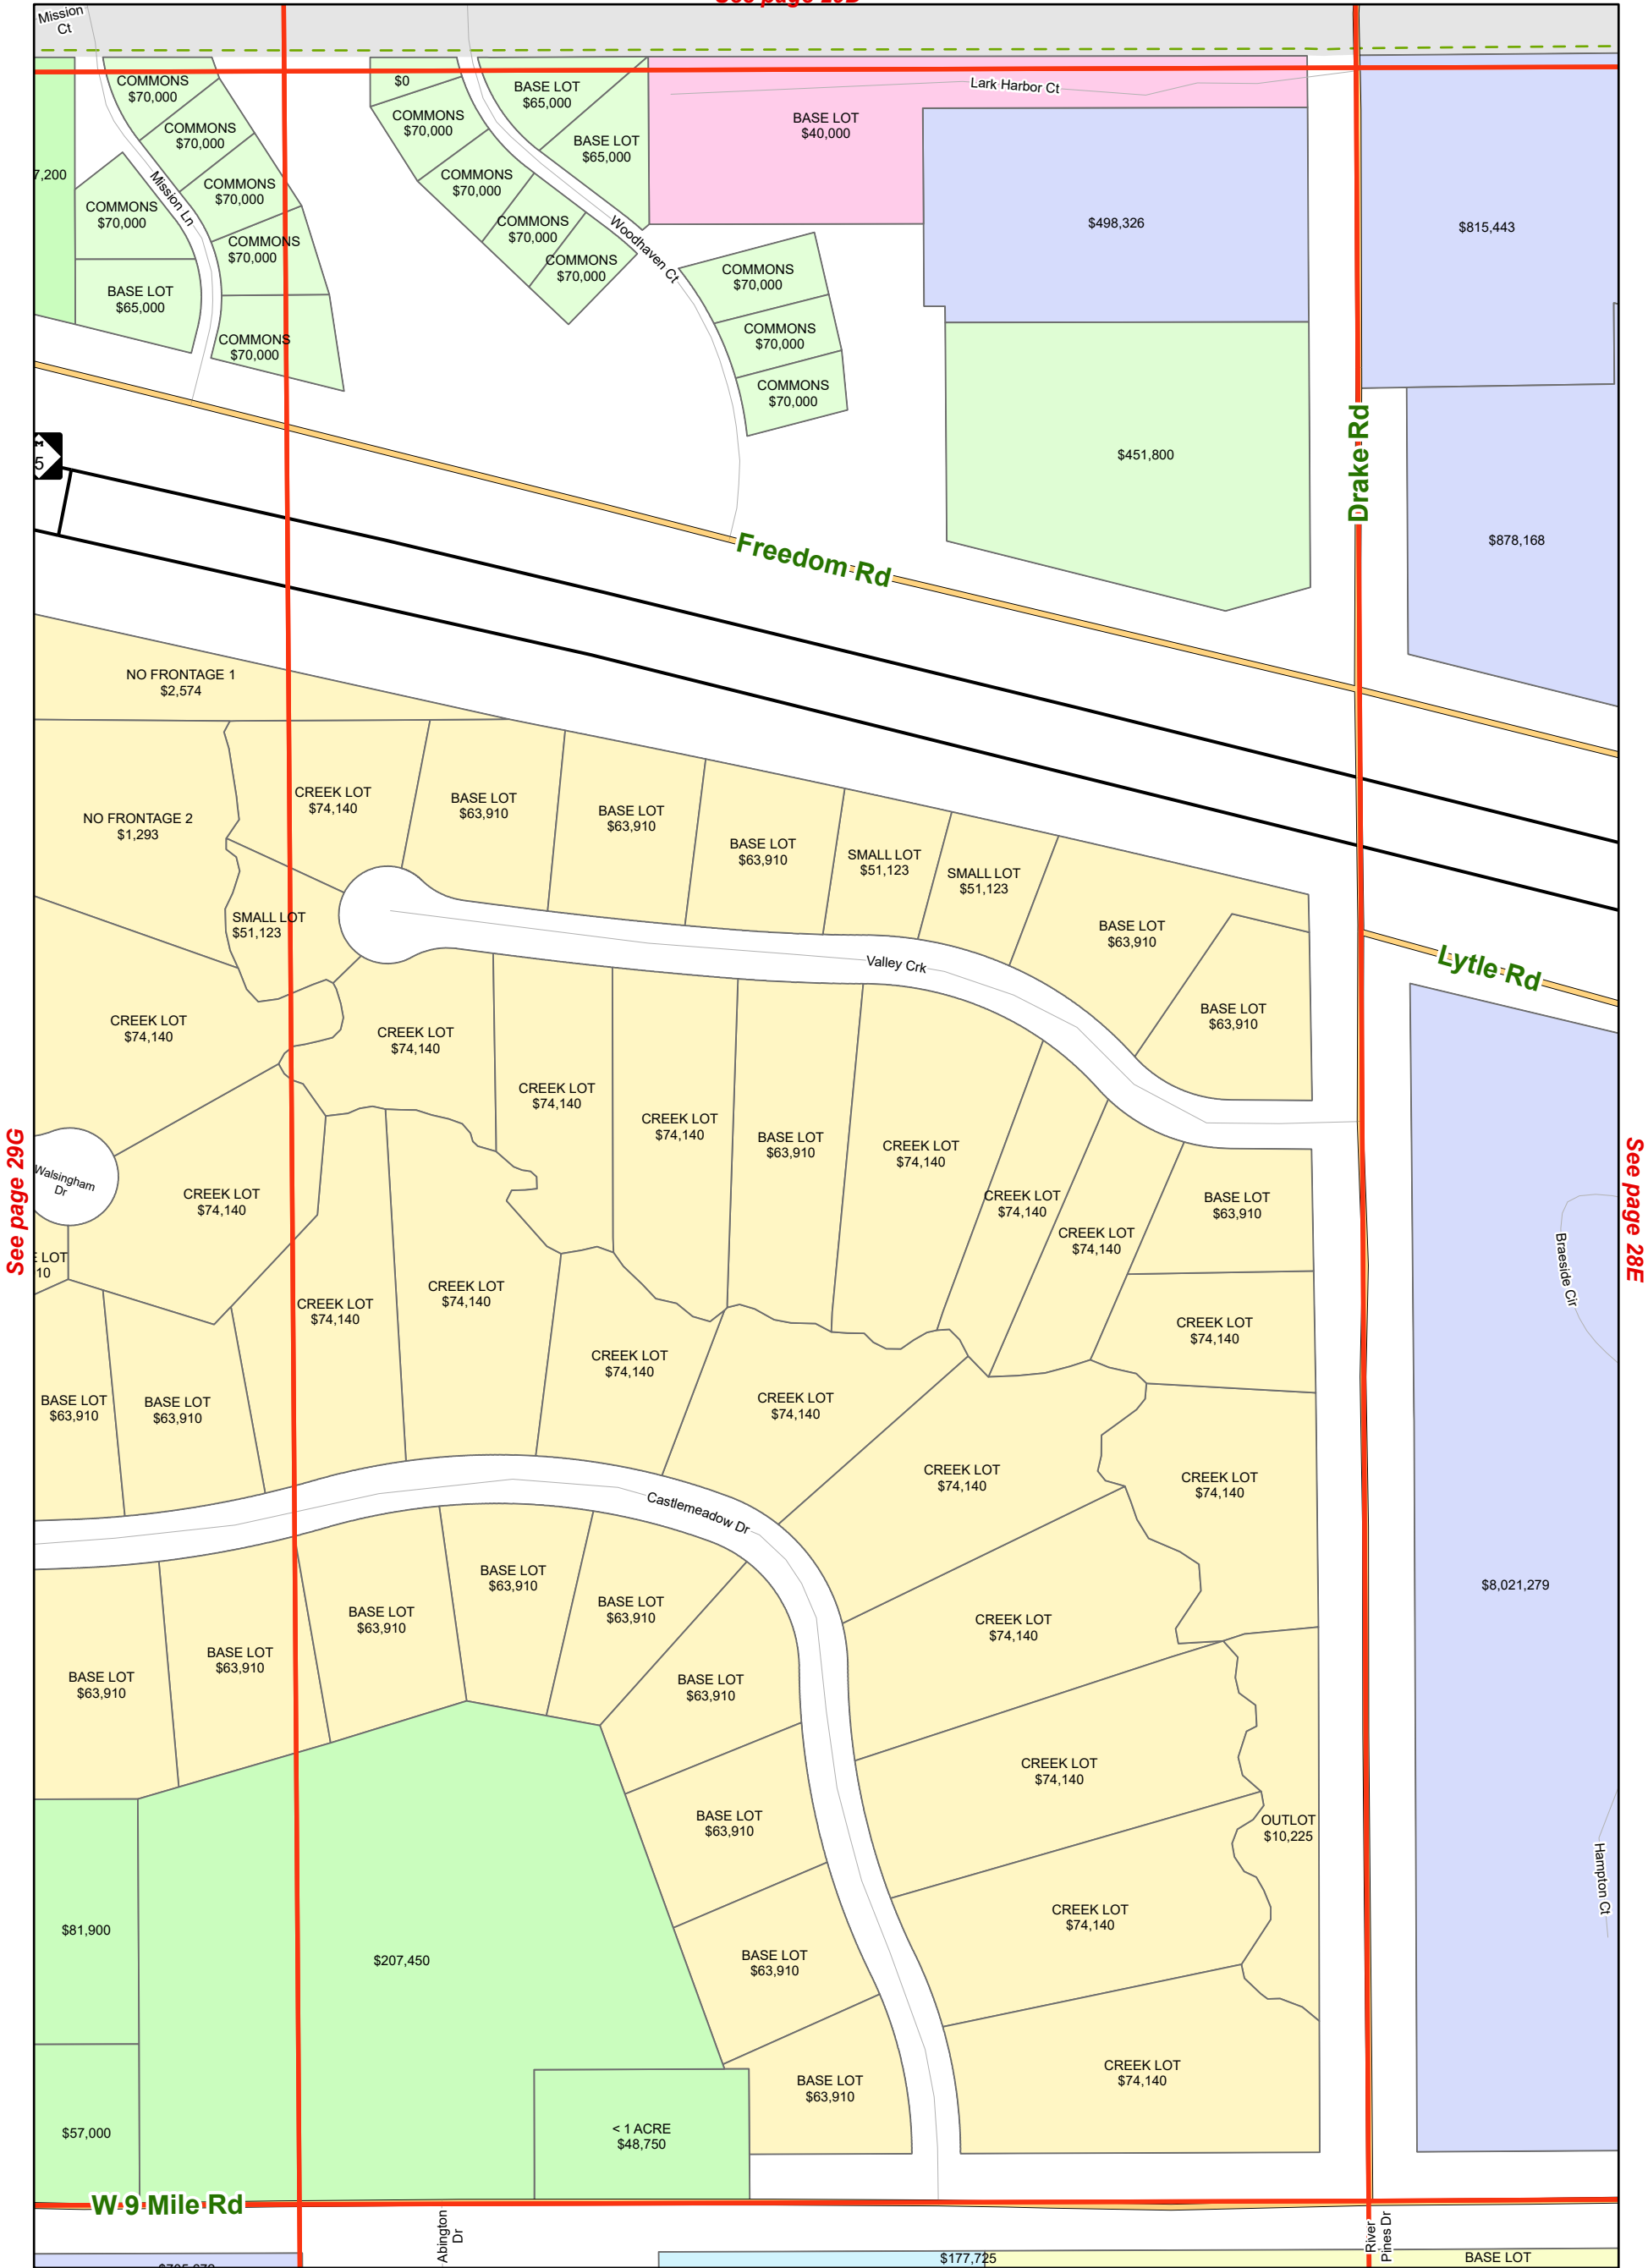 Mission
Ct
COMMONS
$70,000
COMMONS
$70,000
COMMONS
$70,000
COMMONS
$70,000
COMMONS
$70,000
COMMONS
$70,000
BASE LOT
$65,000
Mission Ln
7,200
$0
COMMONS
$70,000
COMMONS
$70,000
COMMONS
$70,000
COMMONS
$70,000
BASE LOT
$65,000
BASE LOT
$65,000
Woodhaven Ct
Lark Harbor Ct
BASE LOT
$40,000
COMMONS
$70,000
COMMONS
$70,000
COMMONS
$70,000
$498,326
$815,443
$451,800
$878,168
Drake Rd
5
Freedom Rd
Lytle Rd
NO FRONTAGE 1
$2,574
NO FRONTAGE 2
$1,293
CREEK LOT
$74,140
BASE LOT
$63,910
BASE LOT
$63,910
BASE LOT
$63,910
SMALL LOT
$51,123
SMALL LOT
$51,123
BASE LOT
$63,910
BASE LOT
$63,910
SMALL LOT
$51,123
Valley Crk
CREEK LOT
$74,140
CREEK LOT
$74,140
CREEK LOT
$74,140
CREEK LOT
$74,140
BASE LOT
$63,910
CREEK LOT
$74,140
CREEK LOT
$74,140
CREEK LOT
$74,140
BASE LOT
$63,910
CREEK LOT
$74,140
See page 29G
See page 28E
Walsingham
Dr
CREEK LOT
$74,140
E LOT
10
CREEK LOT
$74,140
CREEK LOT
$74,140
CREEK LOT
$74,140
CREEK LOT
$74,140
BASE LOT
$63,910
BASE LOT
$63,910
CREEK LOT
$74,140
CREEK LOT
$74,140
Braeside Cir
Castlemeadow Dr
BASE LOT
$63,910
BASE LOT
$63,910
BASE LOT
$63,910
BASE LOT
$63,910
BASE LOT
$63,910
BASE LOT
$63,910
CREEK LOT
$74,140
$8,021,279
CREEK LOT
$74,140
BASE LOT
$63,910
OUTLOT
$10,225
Hampton Ct
CREEK LOT
$74,140
BASE LOT
$63,910
$81,900
$207,450
CREEK LOT
$74,140
BASE LOT
$63,910
$57,000
< 1 ACRE
$48,750
W 9 Mile Rd
Abington
Dr
River
Pines Dr
$177,725
BASE LOT